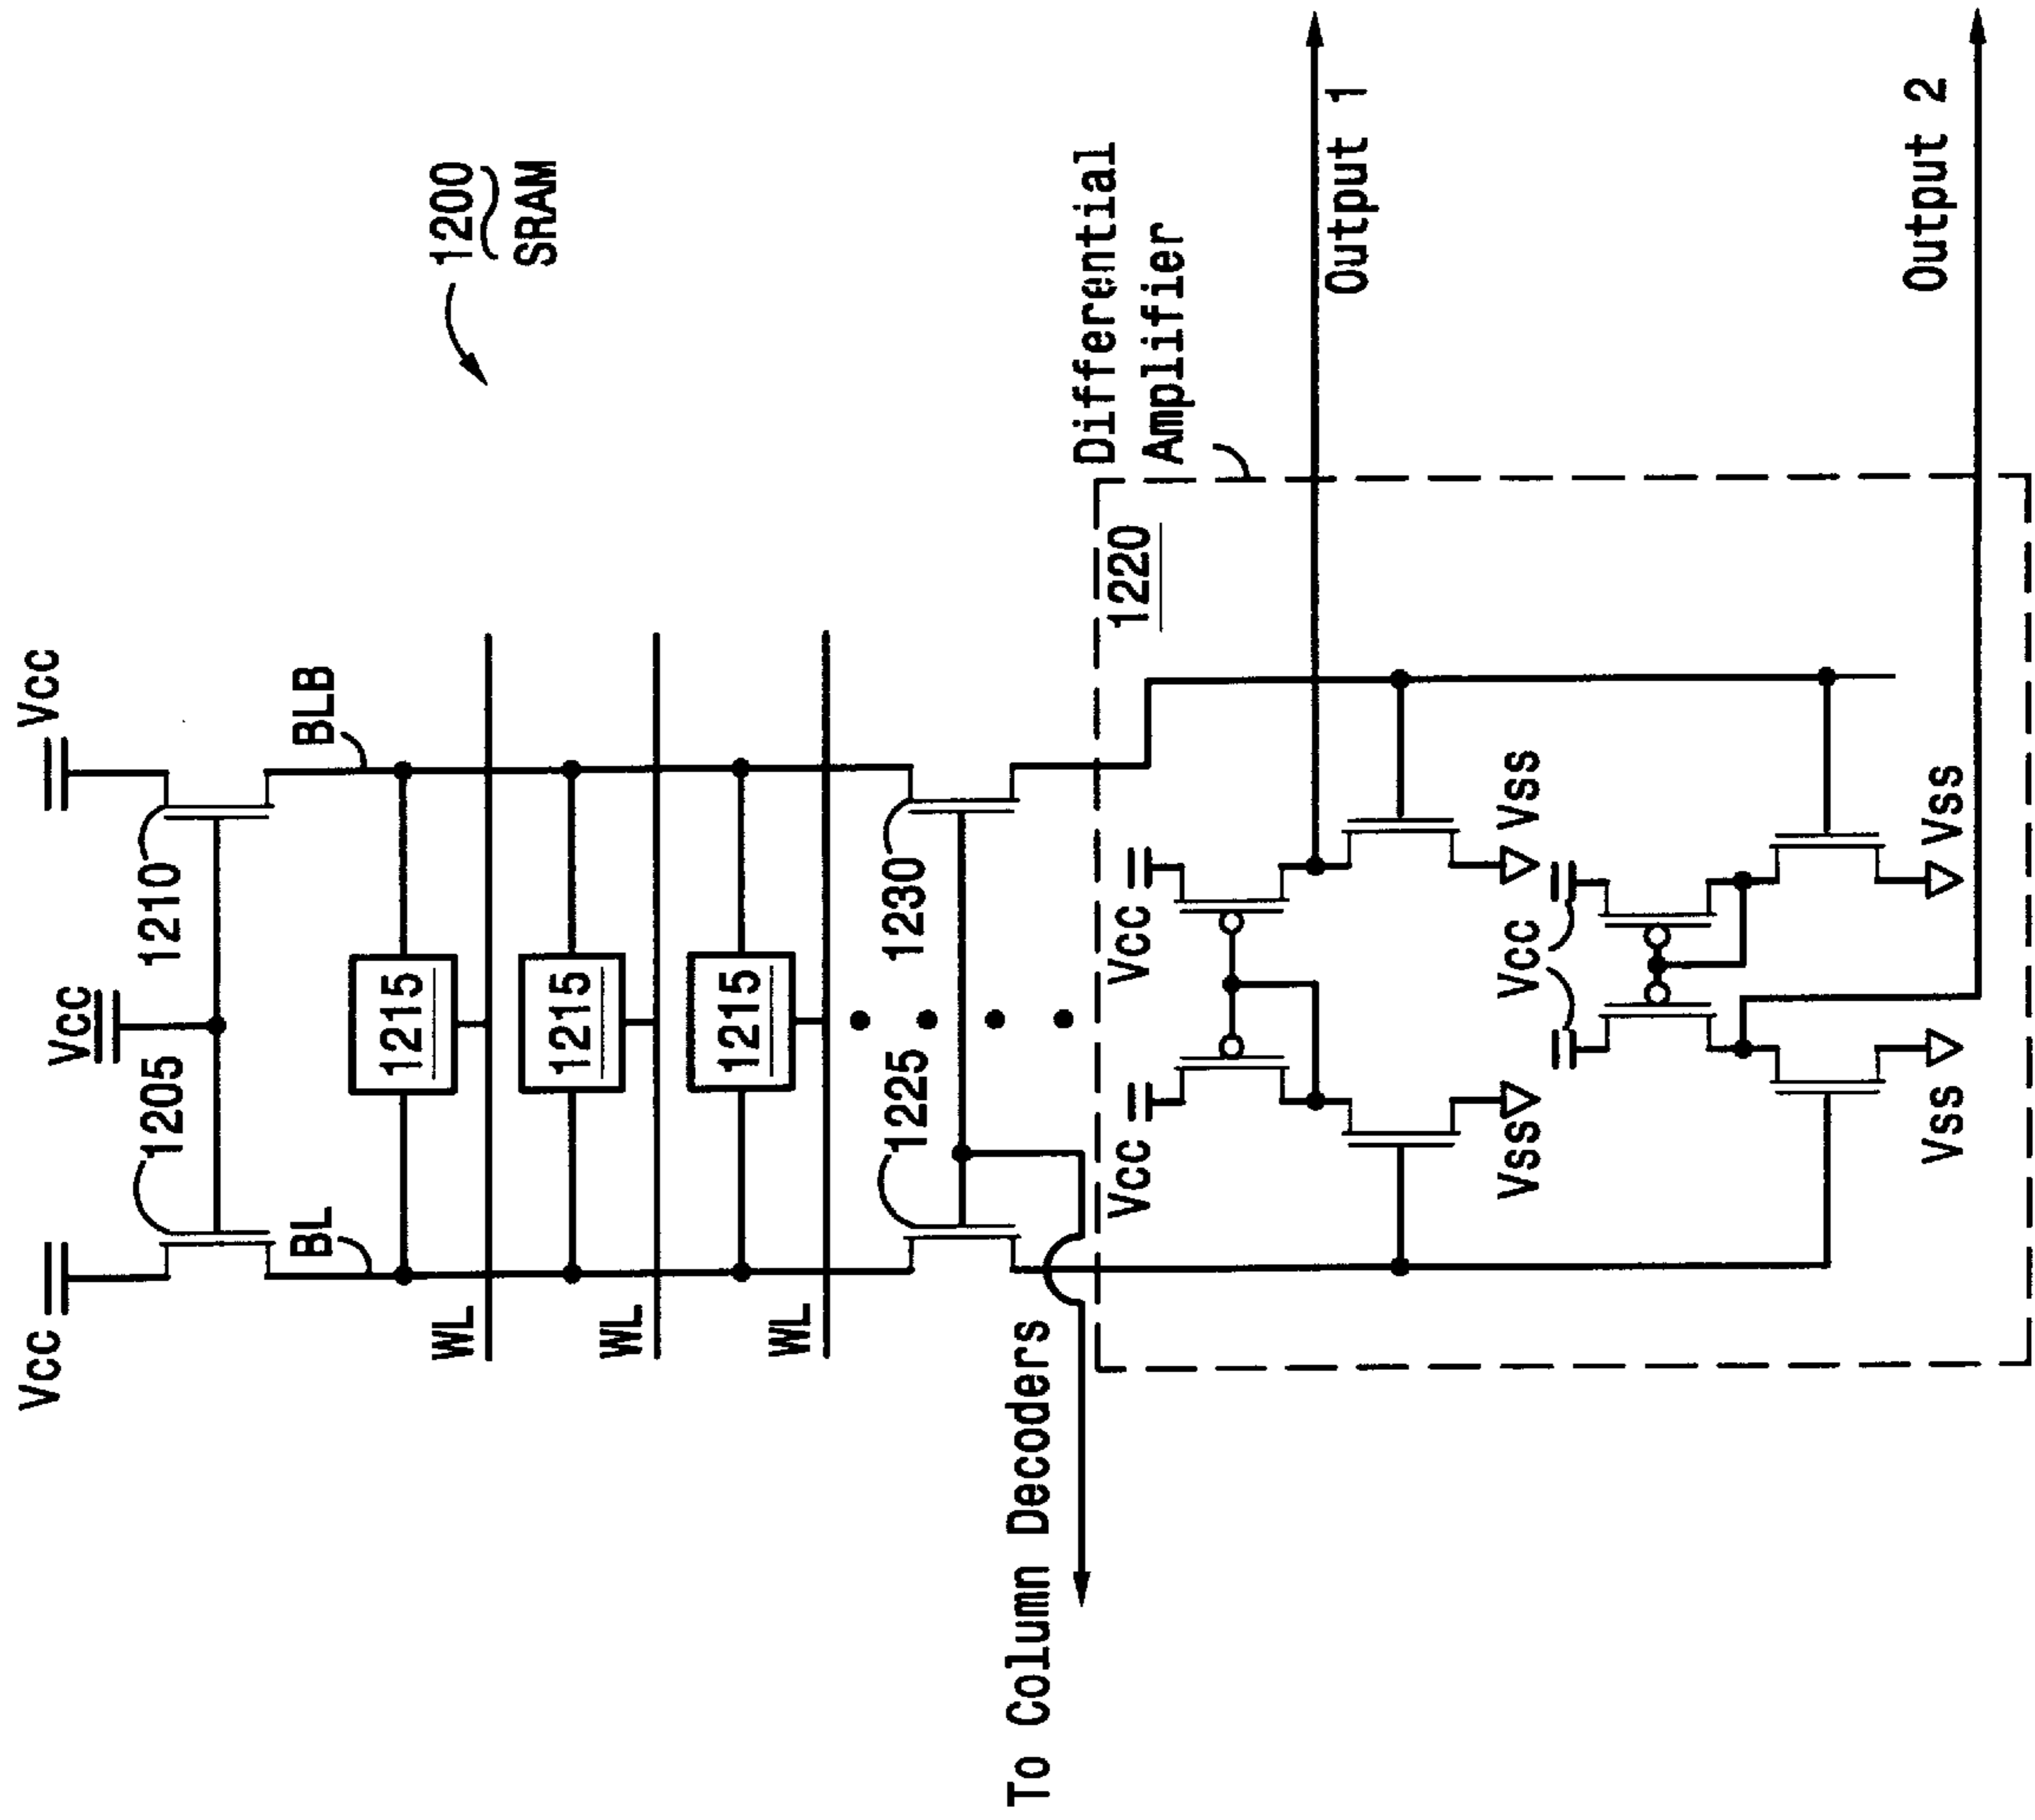 Vcc
Vcc
Vcc
1200
SRAM
1205
1210
BL
BLB
1215
WL
1215
WL
1215
WL
1225
1230
To Column Decoders
Differential
Amplifier
1220
Vcc
Vcc
Output 1
Vss
Vss
Vcc
Vss
Vss
Output 2